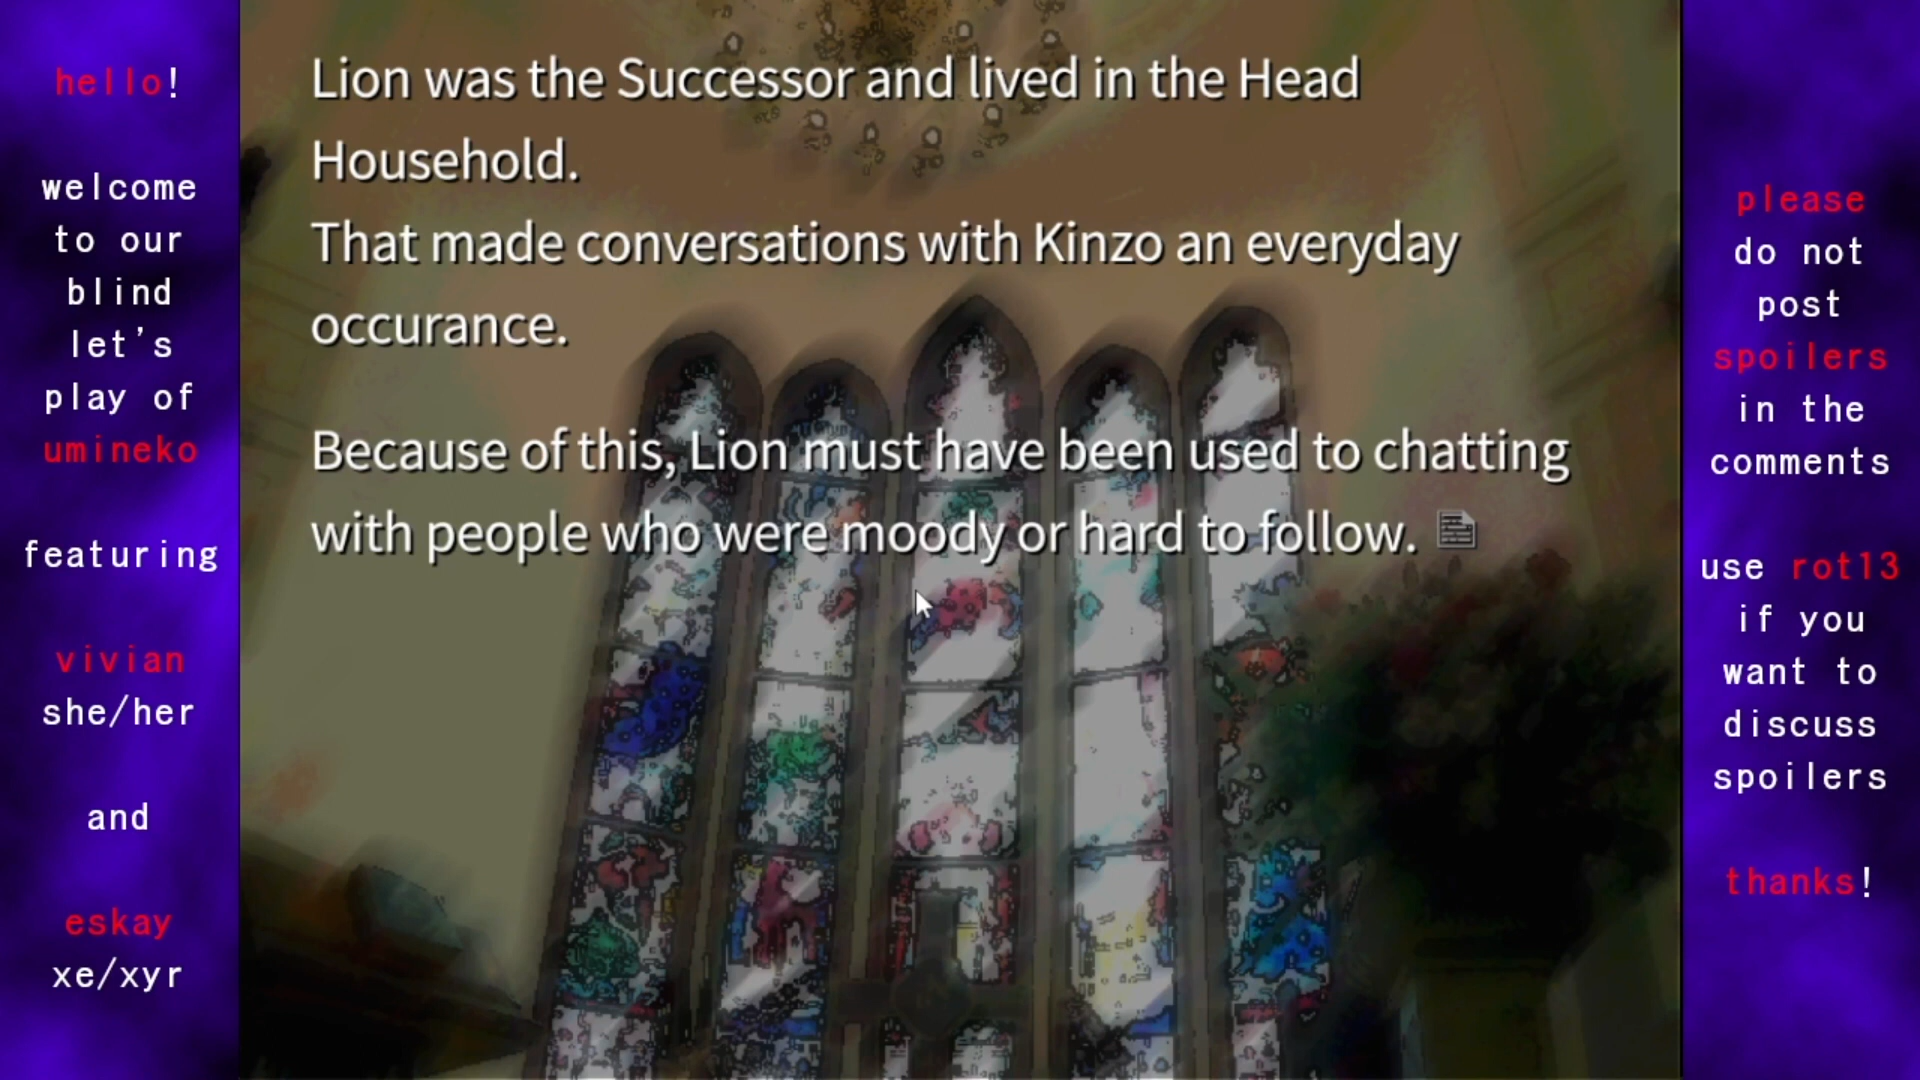 hello!
welcome
to our
blind
let's
play of
umineko
featuring
vivian
she/her
and
eskay
xe/xyr
Lion was the Successor and lived in the Head
Household.
That made conversations with Kinzo an everyday
occurance.
Because of this, Lion must have been used to chatting
with people who were moody or hard to follow.
please
do not
post
spoilers
in the
comments
use rot13
if you
want to
discuss
spoilers
thanks!